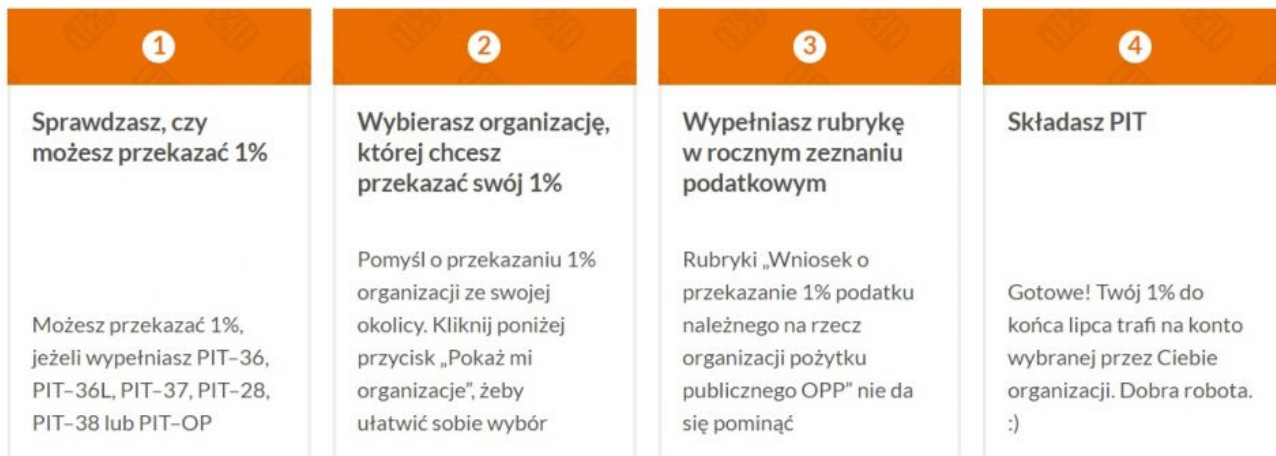 1
Sprawdzasz, czy
możesz przekazać 1%
Możesz przekazać 1%,
jeżeli wypełniasz PIT–36,
PIT–36L, PIT–37, PIT–28,
PIT–38 lub PIT–OP
2
Wybierasz organizację,
której chcesz
przekazać swój 1%
Pomyśl o przekazaniu 1%
organizacji ze swojej
okolicy. Kliknij poniżej
przycisk „Pokaż mi
organizacje”, żeby
ułatwić sobie wybór
3
Wypełniasz rubrykę
w rocznym zeznaniu
podatkowym
Rubryki „Wniosek o
przekazanie 1% podatku
należnego na rzecz
organizacji pożytku
publicznego OPP” nie da
się pominąć
4
Składasz PIT
Gotowe! Twój 1% do
końca lipca trafi na konto
wybranej przez Ciebie
organizacji. Dobra robota.
:)